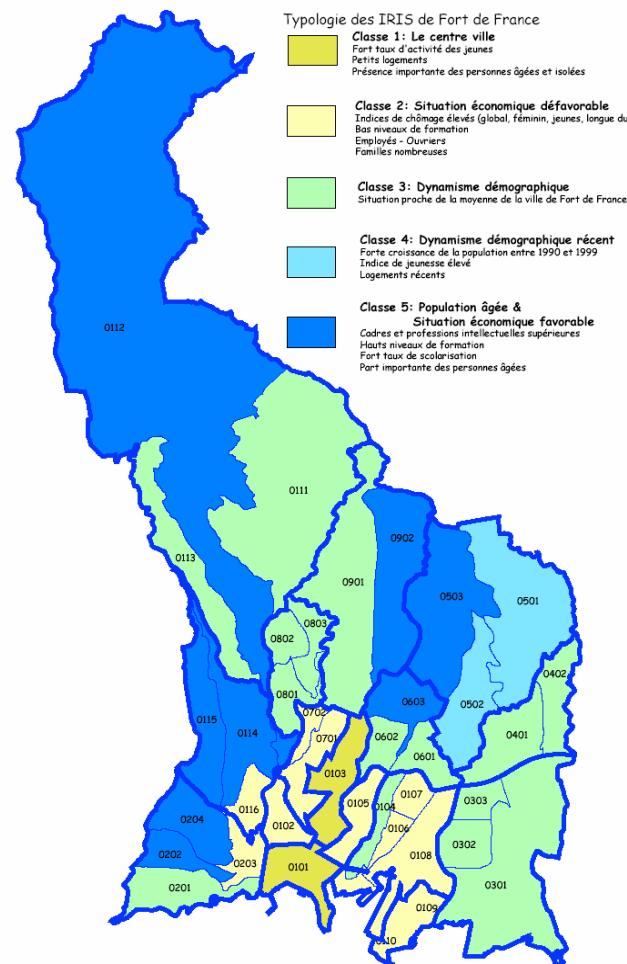 Typologie des IRIS de Fort de France
Classe 1: Le centre ville
Fort taux d'activité des jeunes
Petits logements
Présence importante des personnes âgées et isolées
Classe 2: Situation économique défavorable
Indices de chômage élevés (global, féminin, jeunes, longue du
Bas niveaux de formation
Employés - Ouvriers
Familles nombreuses
Classe 3: Dynamisme démographique
Situation proche de la moyenne de la ville de Fort de France
Classe 4: Dynamisme démographique récent
Forte croissance de la population entre 1990 et 1999
Indice de jeunesse élevé
Logements récents
Classe 5: Population âgée &
Situation économique favorable
Cadres et professions intellectuelles supérieures
Hauts niveaux de formation
Fort taux de scolarisation
Part importante des personnes âgées
0112
0111
0902
0113
0901
0503
0501
0803
0802
0402
0801
0603
0702
0115
0114
0701
0602
0502
0401
0601
0103
0107
0303
0116
0105
0104
0204
0102
0106
0302
0202
0203
0101
0108
0201
0301
0109
0110